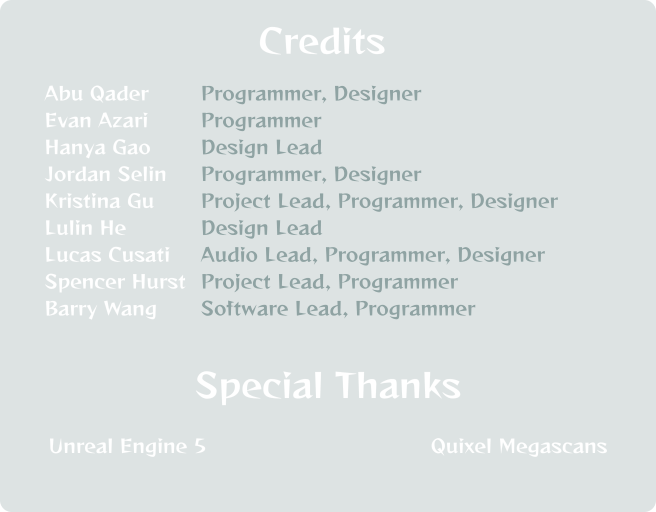 Credits
Abu Qader Programmer, Designer
Evan Azari Programmer
Hanya Gao Design Lead
Jordan Selin Programmer, Designer
Kristina Gu Project Lead, Programmer, Designer
Lulin He Design Lead
Lucas Cusati Audio Lead, Programmer, Designer
Spencer Hurst Project Lead, Programmer
Barry Wang Software Lead, Programmer
Special Thanks
Unreal Engine 5 Quixel Megascans